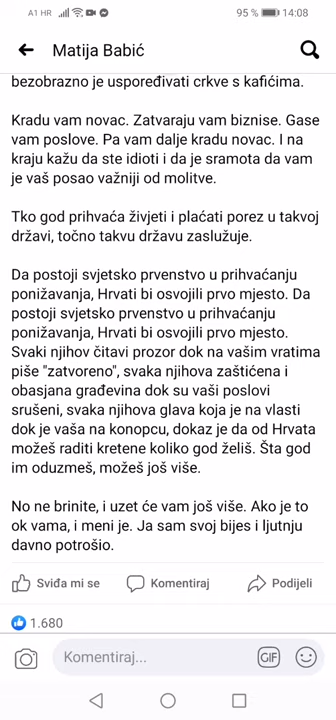 A1 HR 95 % 14:08
Matija Babić
bezobrazno je uspoređivati crkve s kafićima.
Kradu vam novac. Zatvaraju vam biznise. Gase
vam poslove. Pa vam dalje kradu novac. I na
kraju kažu da ste idioti i da je sramota da vam
je vaš posao važniji od molitve.
Tko god prihvaća živjeti i plaćati porez u takvoj
državi, točno takvu državu zaslužuje.
Da postoji svjetsko prvenstvo u prihvaćanju
ponižavanja, Hrvati bi osvojili prvo mjesto. Da
postoji svjetsko prvenstvo u prihvaćanju
ponižavanja, Hrvati bi osvojili prvo mjesto.
Svaki njihov čitavi prozor dok na vašim vratima
piše "zatvoreno", svaka njihova zaštićena i
obasjana građevina dok su vaši poslovi
srušeni, svaka njihova glava koja je na vlasti
dok je vaša na konopcu, dokaz je da od Hrvata
možeš raditi kretene koliko god želiš. Šta god
im oduzmeš, možeš još više.
No ne brinite, i uzet će vam još više. Ako je to
ok vama, i meni je. Ja sam svoj bijes i ljutnju
davno potrošio.
Sviđa mi se Komentiraj Podijeli
1.680
Komentiraj... GIF